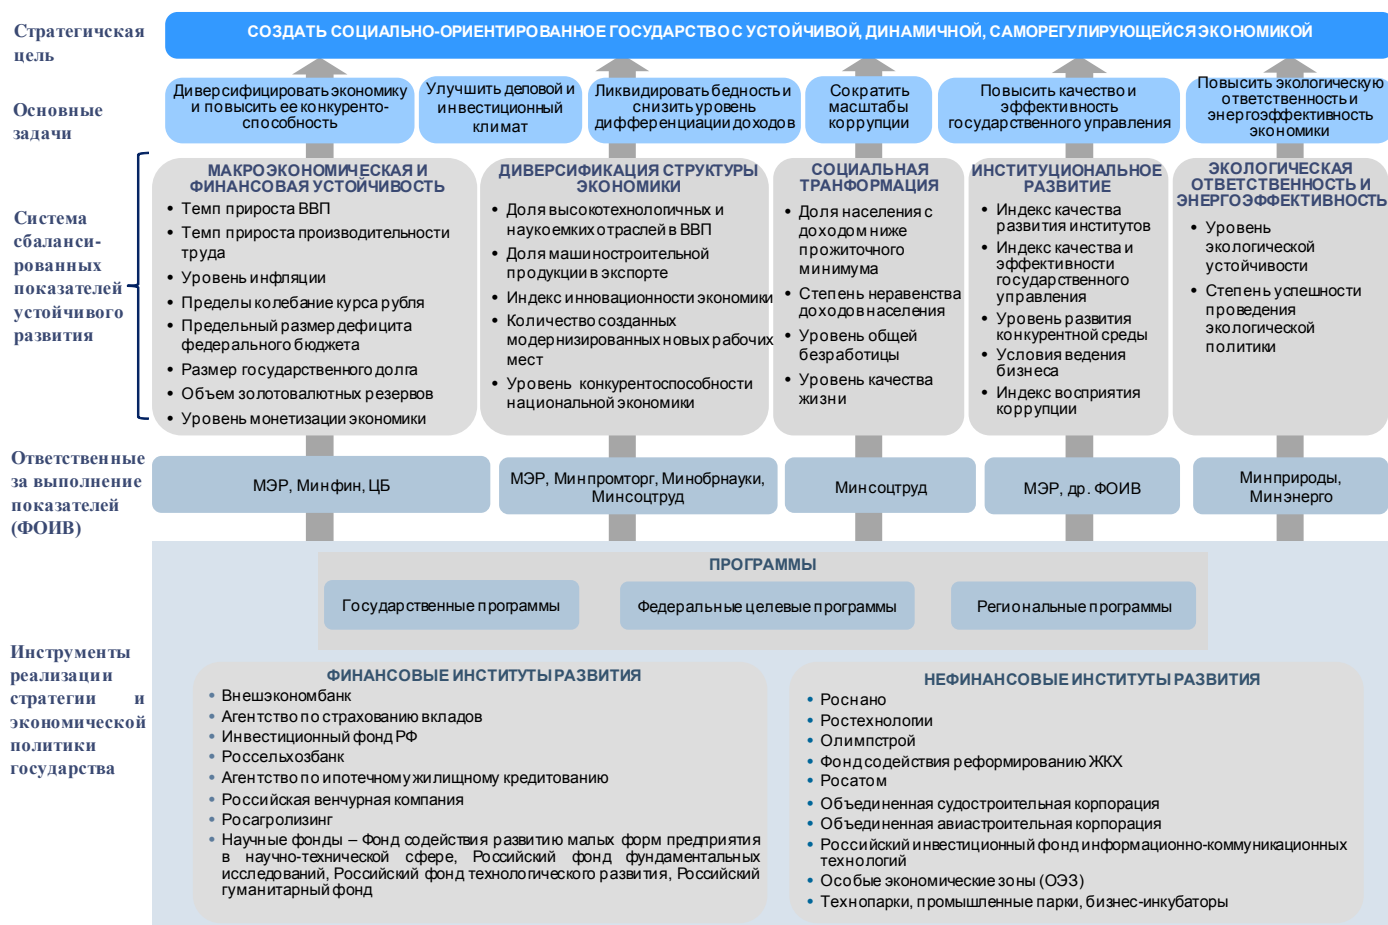 Стратегичская
цель
СОЗДАТЬ СОЦИАЛЬНО-ОРИЕНТИРОВАННОЕ ГОСУДАРСТВО С УСТОЙЧИВОЙ, ДИНАМИЧНОЙ, САМОРЕГУЛИРУЮЩЕЙСЯ ЭКОНОМИКОЙ
Основные
задачи
Диверсифицировать экономику
и повысить ее конкуренто-
способность
Улучшить деловой и
инвестиционный
климат
Ликвидировать бедность и
снизить уровень
дифференциации доходов
Сократить
масштабы
коррупции
Повысить качество и
эффективность
государственного управления
Повысить экологическую
ответственность и
энергоэффективность
экономики
Система
сбаланси-
рованных
показателей
устойчивого
развития
МАКРОЭКОНОМИЧЕСКАЯ И
ФИНАНСОВАЯ УСТОЙЧИВОСТЬ
• Темп прироста ВВП
• Темп прироста производительности
труда
• Уровень инфляции
• Пределы колебание курса рубля
• Предельный размер дефицита
федерального бюджета
• Размер государственного долга
• Объем золотовалютных резервов
• Уровень монетизации экономики
ДИВЕРСИФИКАЦИЯ СТРУКТУРЫ
ЭКОНОМИКИ
• Доля высокотехнологичных и
наукоемких отраслей в ВВП
• Доля машиностроительной
продукции в экспорте
• Индекс инновационности экономики
• Количество созданных
модернизированных новых рабочих
мест
• Уровень конкурентоспособности
национальной экономики
СОЦИАЛЬНАЯ
ТРАНФОРМАЦИЯ
• Доля населения с
доходом ниже
прожиточного
минимума
• Степень неравенства
доходов населения
• Уровень общей
безработицы
• Уровень качества
жизни
ИНСТИТУЦИОНАЛЬНОЕ
РАЗВИТИЕ
• Индекс качества
развития институтов
• Индекс качества и
эффективности
государственного
управления
• Уровень развития
конкурентной среды
• Условия ведения
бизнеса
• Индекс восприятия
коррупции
ЭКОЛОГИЧЕСКАЯ
ОТВЕТСТВЕННОСТЬ И
ЭНЕРГОЭФФЕКТИВНОСТЬ
• Уровень
экологической
устойчивости
• Степень успешности
проведения
экологической
политики
Ответственные
за выполнение
показателей
(ФОИВ)
МЭР, Минфин, ЦБ
МЭР, Минпромторг, Минобрнауки,
Минсоцтруд
Минсоцтруд
МЭР, др. ФОИВ
Минприроды,
Минэнерго
Инструменты
реализации
стратегии и
экономической
политики
государства
ПРОГРАММЫ
Государственные программы
Федеральные целевые программы
Региональные программы
ФИНАНСОВЫЕ ИНСТИТУТЫ РАЗВИТИЯ
• Внешэкономбанк
• Агентство по страхованию вкладов
• Инвестиционный фонд РФ
• Россельхозбанк
• Агентство по ипотечному жилищному кредитованию
• Российская венчурная компания
• Росагролизинг
• Научные фонды – Фонд содействия развитию малых форм предприятия
в научно-технической сфере, Российский фонд фундаментальных
исследований, Российский фонд технологического развития, Российский
гуманитарный фонд
НЕФИНАНСОВЫЕ ИНСТИТУТЫ РАЗВИТИЯ
• Роснано
• Ростехнологии
• Олимпстрой
• Фонд содействия реформированию ЖКХ
• Росатом
• Объединенная судостроительная корпорация
• Объединенная авиастроительная корпорация
• Российский инвестиционный фонд информационно-коммуникационных
технологий
• Особые экономические зоны (ОЭЗ)
• Технопарки, промышленные парки, бизнес-инкубаторы